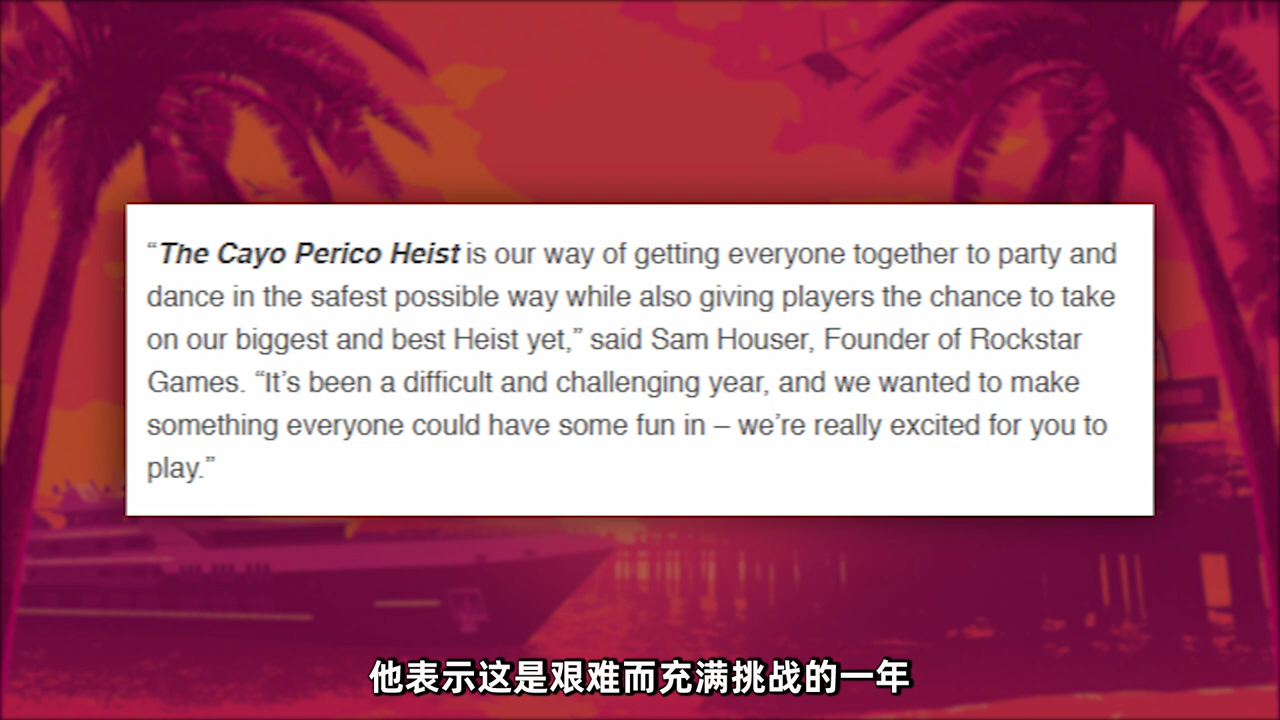 “The Cayo Perico Heist is our way of getting everyone together to party and
dance in the safest possible way while also giving players the chance to take
on our biggest and best Heist yet,” said Sam Houser, Founder of Rockstar
Games. “It’s been a difficult and challenging year, and we wanted to make
something everyone could have some fun in – we’re really excited for you to
play.”
他表示这是艰难而充满挑战的一年